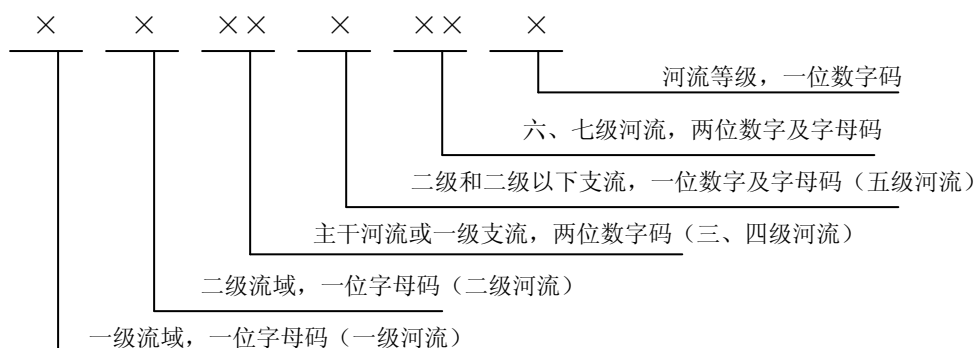 × × ×× × ×× ×
河流等级，一位数字码
六、七级河流，两位数字及字母码
二级和二级以下支流，一位数字及字母码（五级河流）
主干河流或一级支流，两位数字码（三、四级河流）
二级流域，一位字母码（二级河流）
一级流域，一位字母码（一级河流）